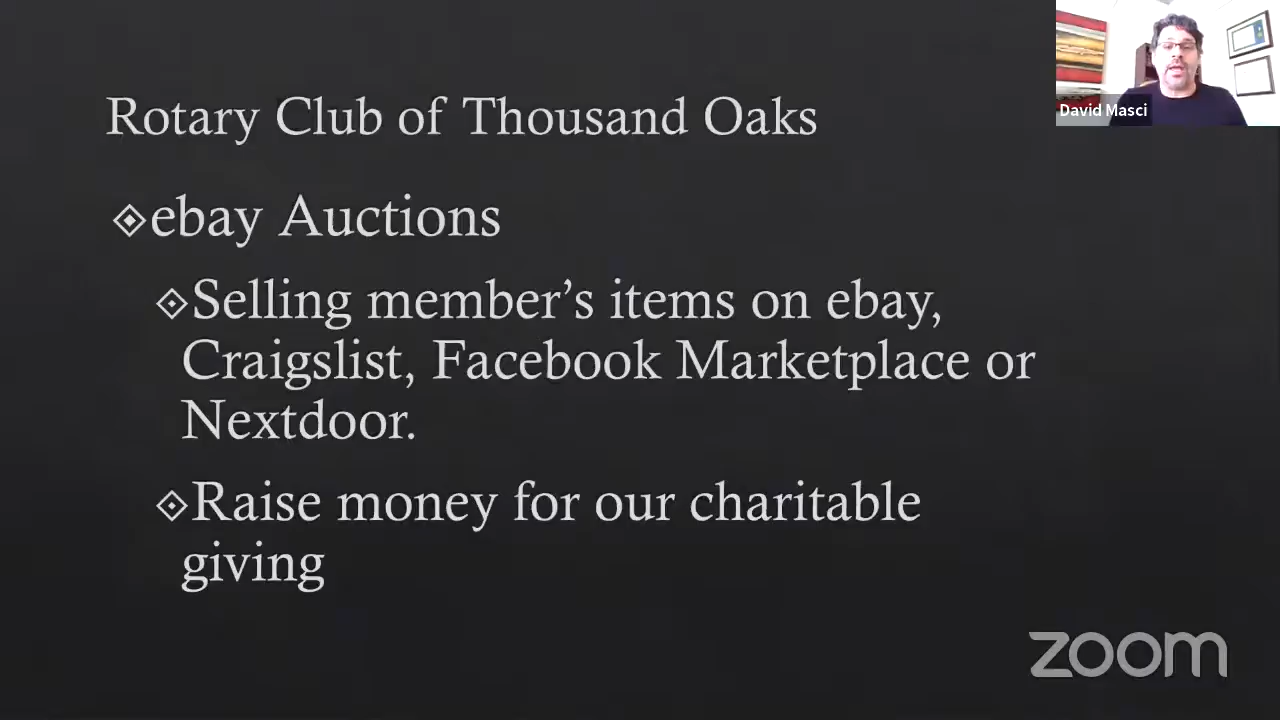 David Masci
Rotary Club of Thousand Oaks
ebay Auctions
Selling member's items on ebay,
Craigslist, Facebook Marketplace or
Nextdoor.
Raise money for our charitable
giving
zoom